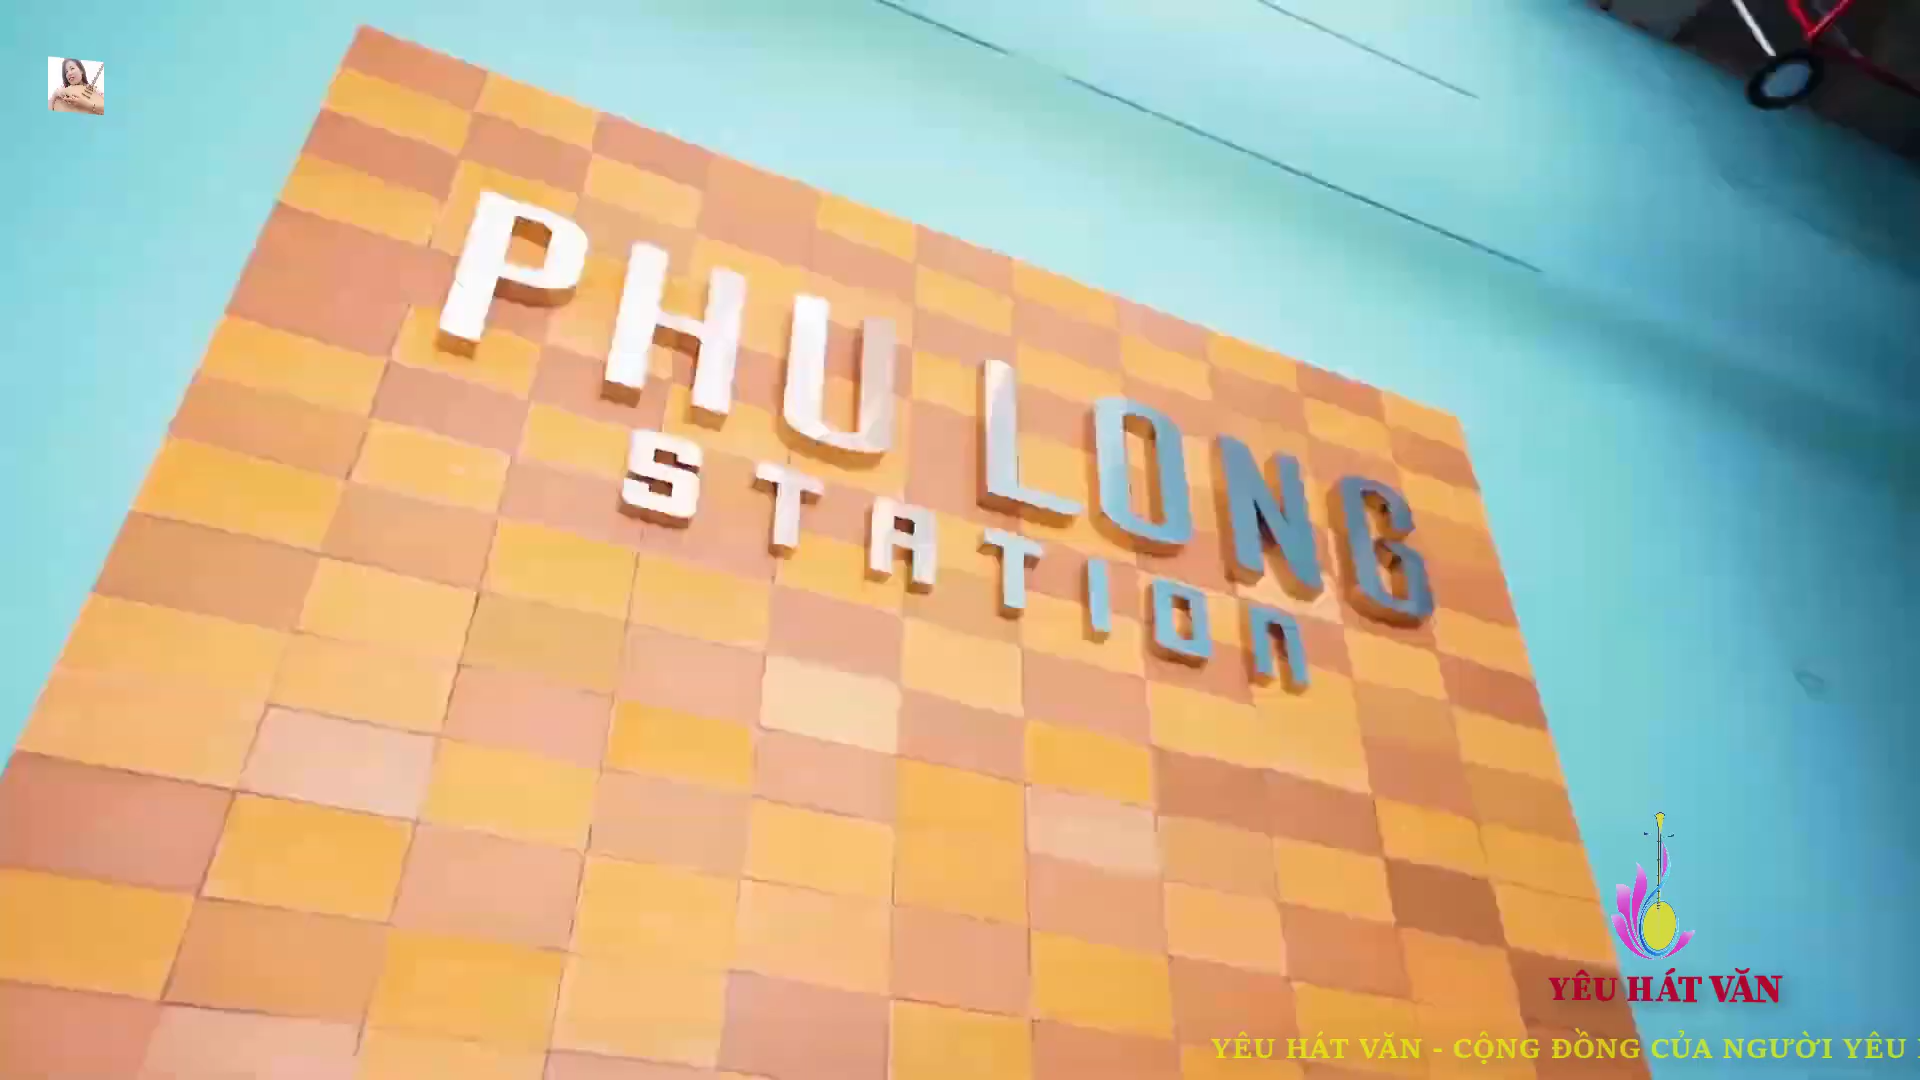 PHU LONG
STATION
YÊU HÁT VĂN
YÊU HÁT VĂN - CỘNG ĐỒNG CỦA NGƯỜI YÊU